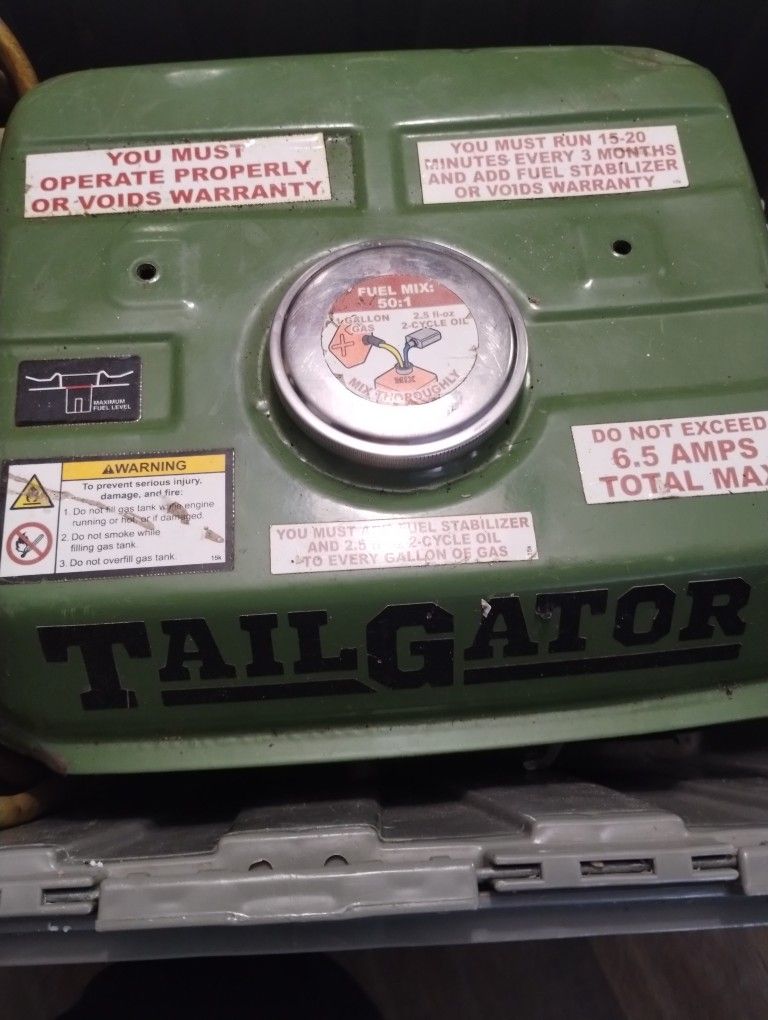 YOU MUST
OPERATE PROPERLY
OR VOIDS WARRANTY
YOU MUST RUN 15-20
MINUTES EVERY 3 MONTHS
AND ADD FUEL STABILIZER
OR VOIDS WARRANTY
FUEL MIX:
50:1
1 GALLON
GAS
2.5 fl-oz
2-CYCLE OIL
MIX
MIX THOROUGHLY
MAXIMUM
FUEL LEVEL
WARNING
To prevent serious injury,
damage, and fire:
1. Do not fill gas tank engine
running or hot, or if damaged.
2. Do not smoke while
filling gas tank.
3. Do not overfill gas tank.
15k
DO NOT EXCEED
6.5 AMPS
TOTAL MAX
YOU MUST FUEL STABILIZER
AND 2.5 2-CYCLE OIL
TO EVERY GALLON OF GAS
TAILGATOR